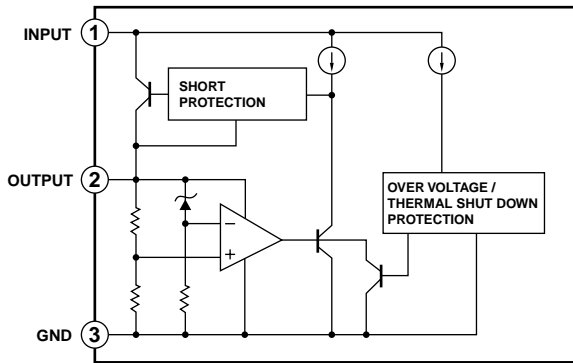 INPUT 1
SHORT
PROTECTION
OUTPUT 2
OVER VOLTAGE /
THERMAL SHUT DOWN
PROTECTION
−
+
GND 3